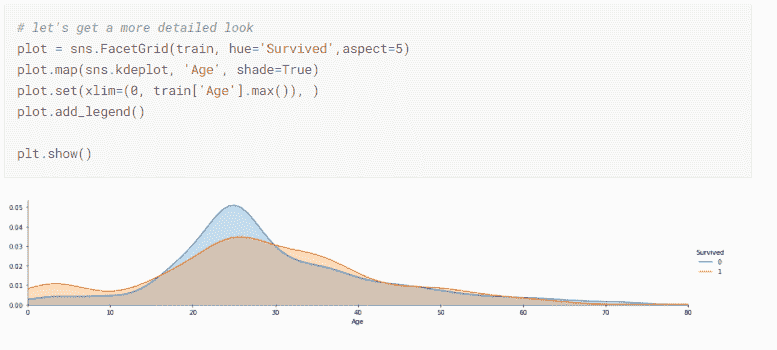 # let's get a more detailed look
plot = sns.FacetGrid(train, hue='Survived',aspect=5)
plot.map(sns.kdeplot, 'Age', shade=True)
plot.set(xlim=(0, train['Age'].max()), )
plot.add_legend()
plt.show()
0.05
0.04
0.03
0.02
0.01
0.00
0 10 20 30 40 50 60 70 80
Age
Survived
0
1